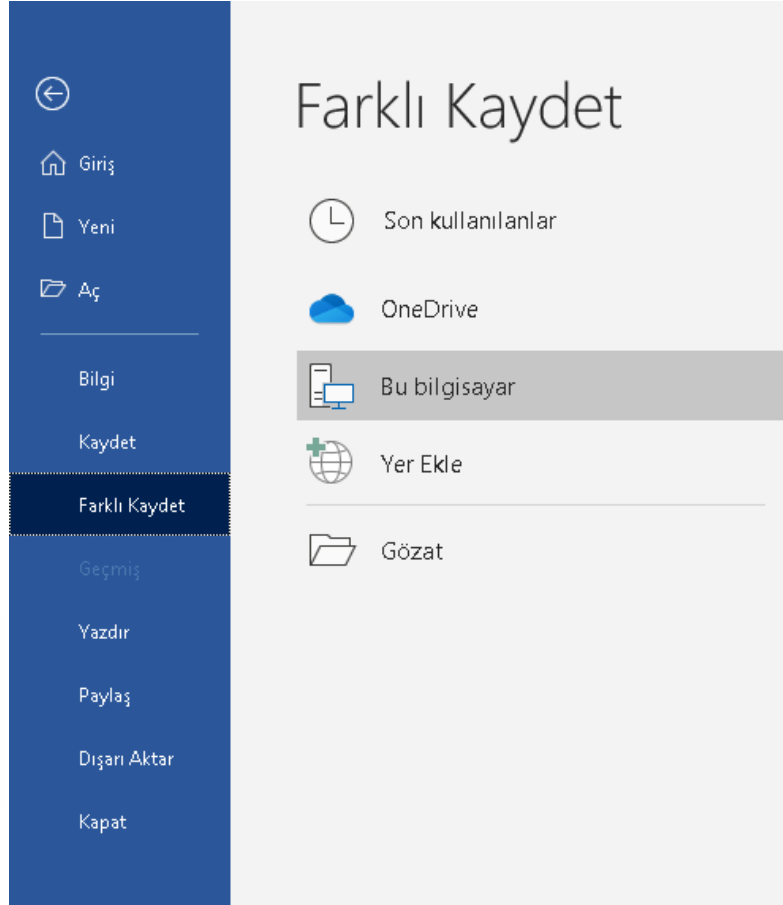 Farklı Kaydet
Giriş
Yeni
Aç
Bilgi
Kaydet
Farklı Kaydet
Geçmiş
Yazdır
Paylaş
Dışarı Aktar
Kapat
Son kullanılanlar
OneDrive
Bu bilgisayar
Yer Ekle
Gözat